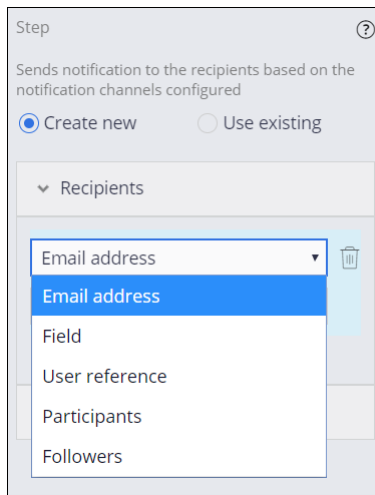 Step
?
Sends notification to the recipients based on the
notification channels configured
Create new Use existing
Recipients
Email address
Email address
Field
User reference
Participants
Followers